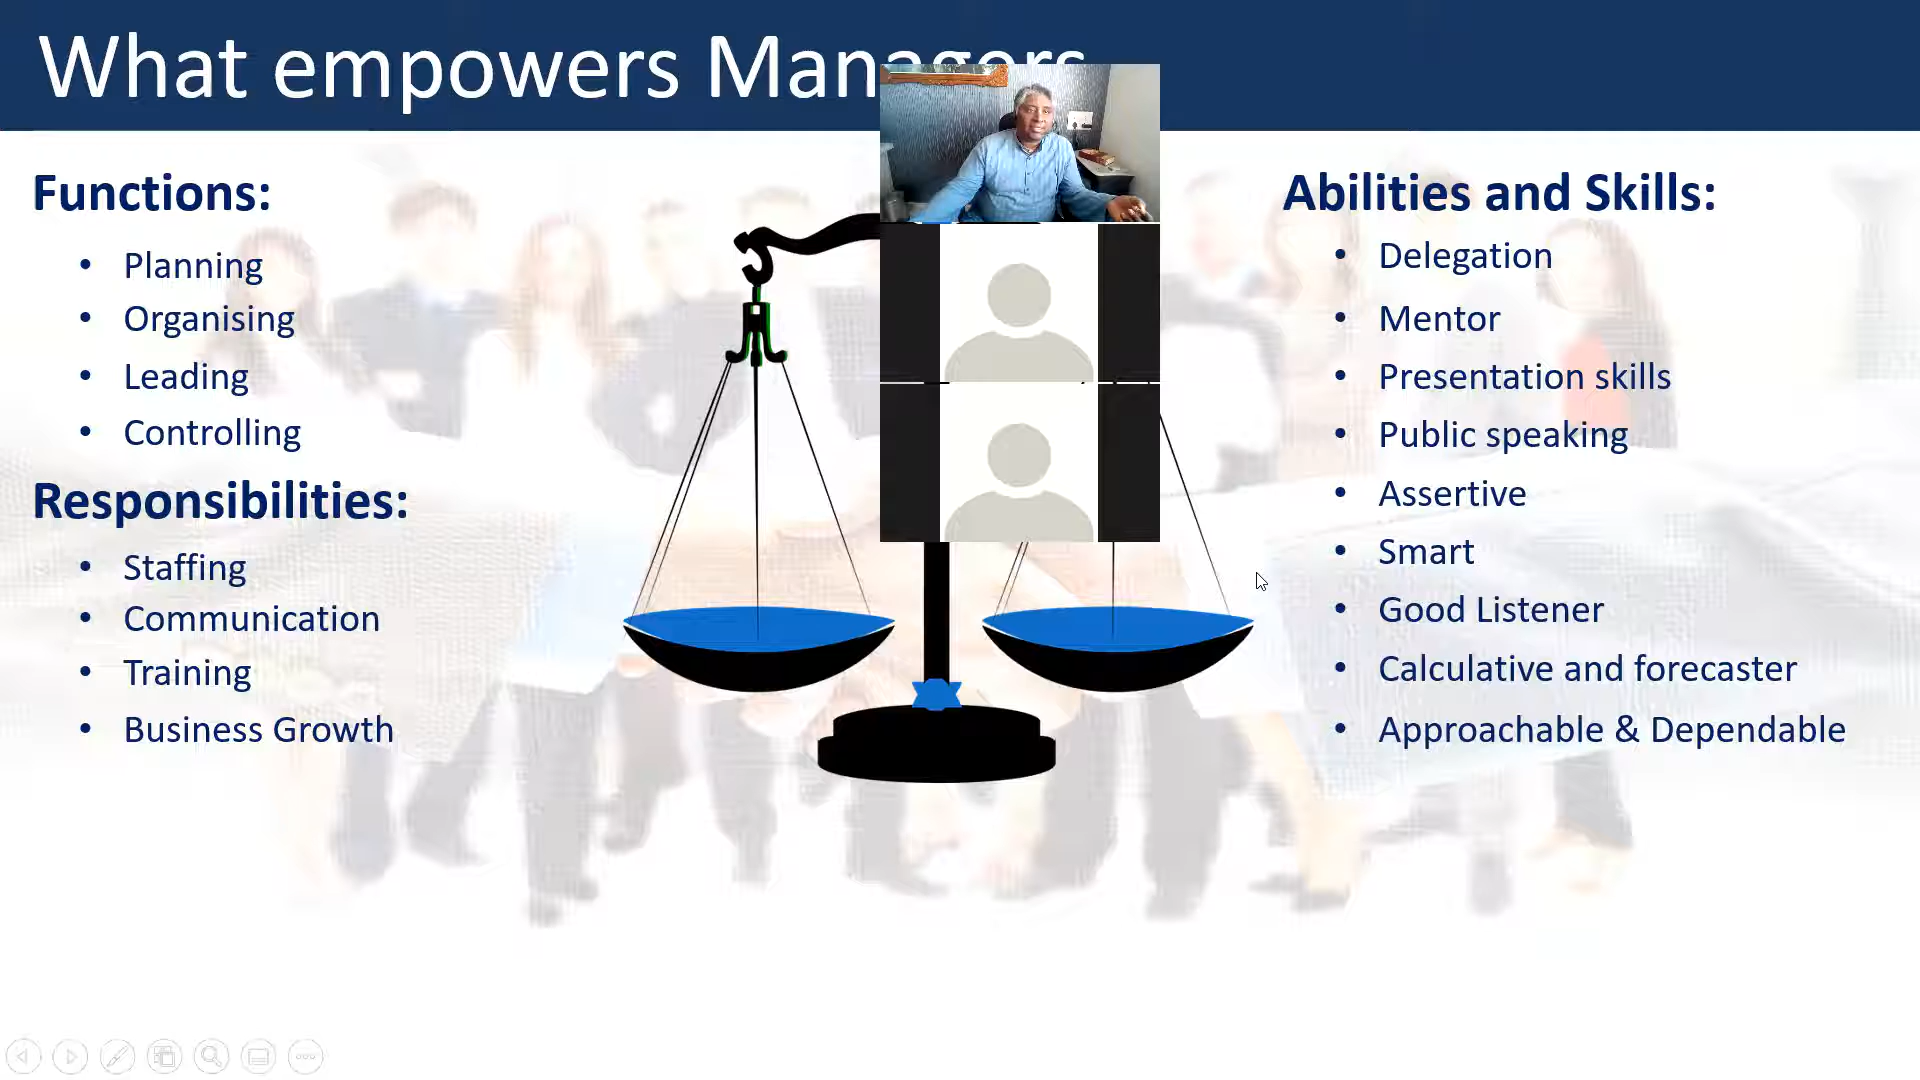 What empowers Managers
Functions:
• Planning
• Organising
• Leading
• Controlling
Responsibilities:
• Staffing
• Communication
• Training
• Business Growth
Abilities and Skills:
• Delegation
• Mentor
• Presentation skills
• Public speaking
• Assertive
• Smart
• Good Listener
• Calculative and forecaster
• Approachable & Dependable